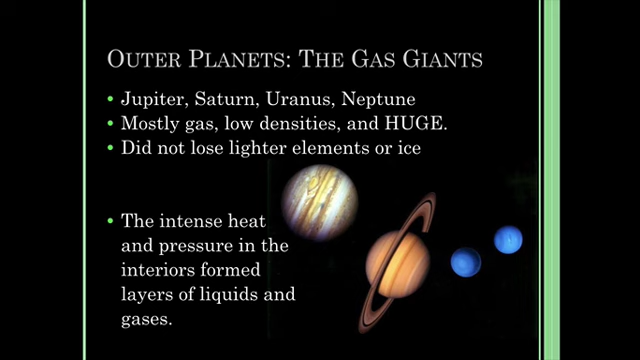 OUTER PLANETS: THE GAS GIANTS
• Jupiter, Saturn, Uranus, Neptune
• Mostly gas, low densities, and HUGE.
• Did not lose lighter elements or ice
• The intense heat
and pressure in the
interiors formed
layers of liquids and
gases.